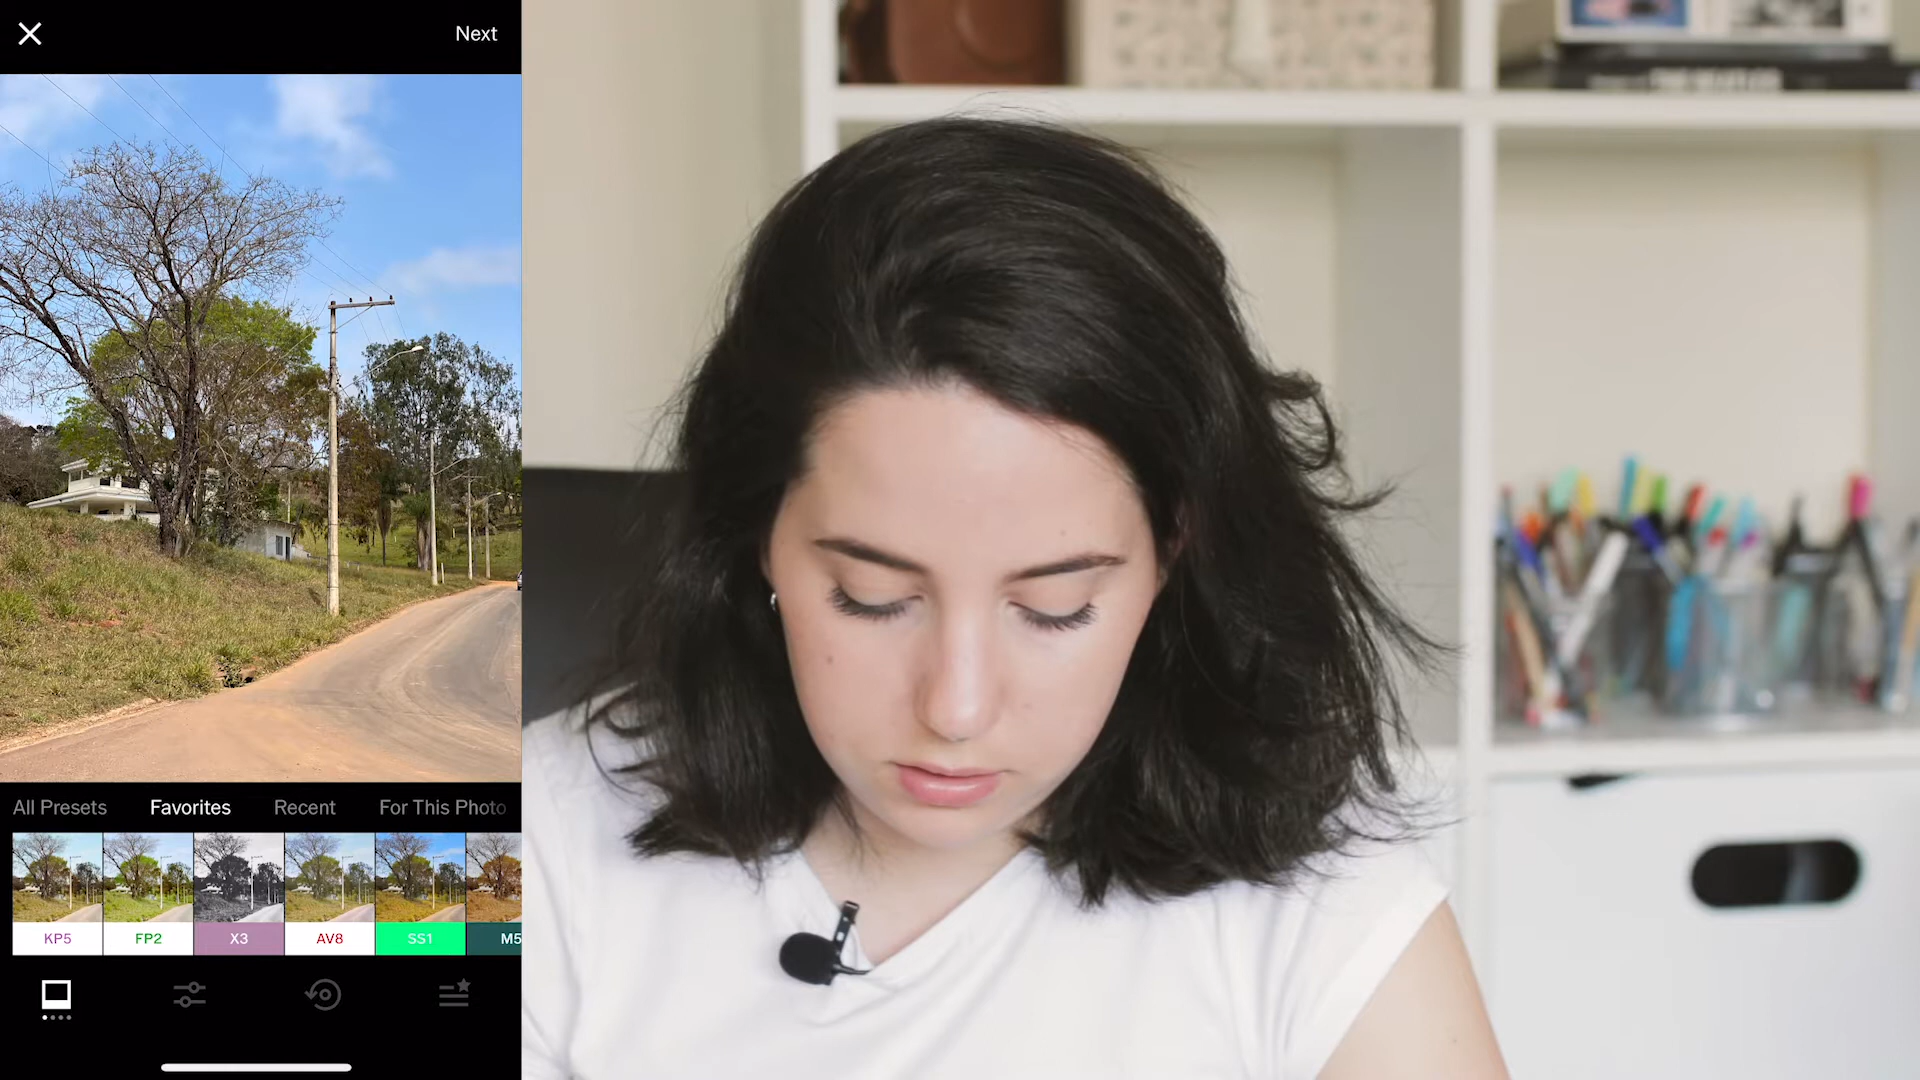 Next
All Presets Favorites Recent For This Photo
KP5 FP2 X3 AV8 SS1 M5